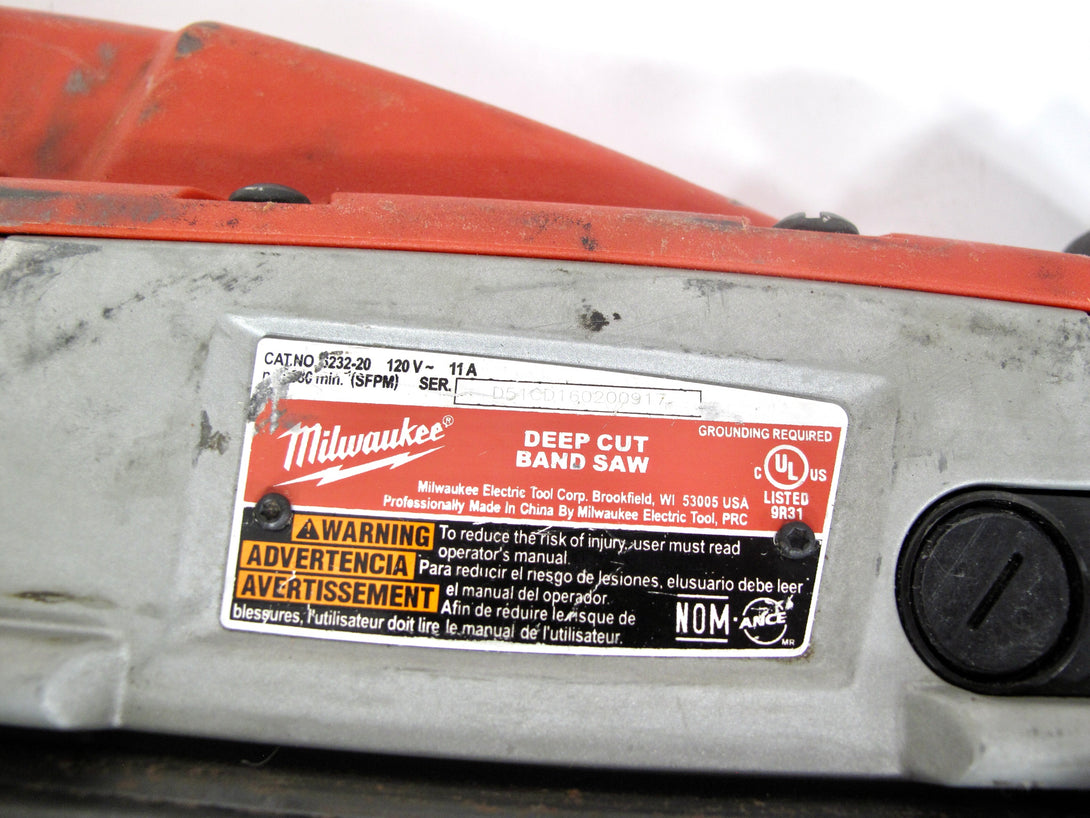 CAT.NO 6232-20 120 V~ 11 A
min. (SFPM) SER. D51CD160200917
Milwaukee®
DEEP CUT
BAND SAW
GROUNDING REQUIRED
C UL US
LISTED
9R31
Milwaukee Electric Tool Corp. Brookfield, WI 53005 USA
Professionally Made In China By Milwaukee Electric Tool, PRC
WARNING To reduce the risk of injury, user must read
operator's manual.
ADVERTENCIA Para reducir el riesgo de lesiones, elusuario debe leer
el manual del operador.
AVERTISSEMENT Afin de réduire le risque de
blessures, l'utilisateur doit lire le manual de l'utilisateur.
NOM-ANCE
MR